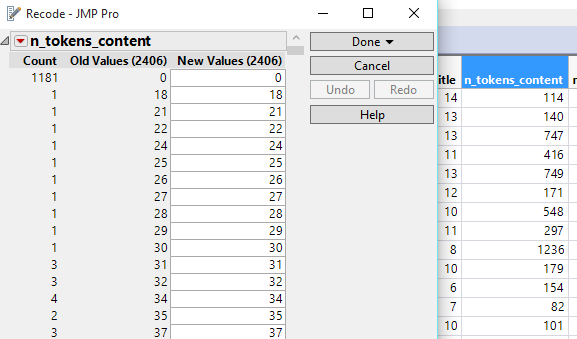 Recode - JMP Pro
n_tokens_content
Count Old Values (2406) New Values (2406)
1181 0 0
1 18 18
1 21 21
1 22 22
1 24 24
1 25 25
1 26 26
1 27 27
1 28 28
1 29 29
1 30 30
3 31 31
3 32 32
4 34 34
2 35 35
3 37 37
Done
Cancel
Undo Redo
Help
itle n_tokens_content n
14 114
13 140
13 747
11 416
13 749
12 171
10 548
11 297
8 1236
10 179
6 154
7 82
10 101